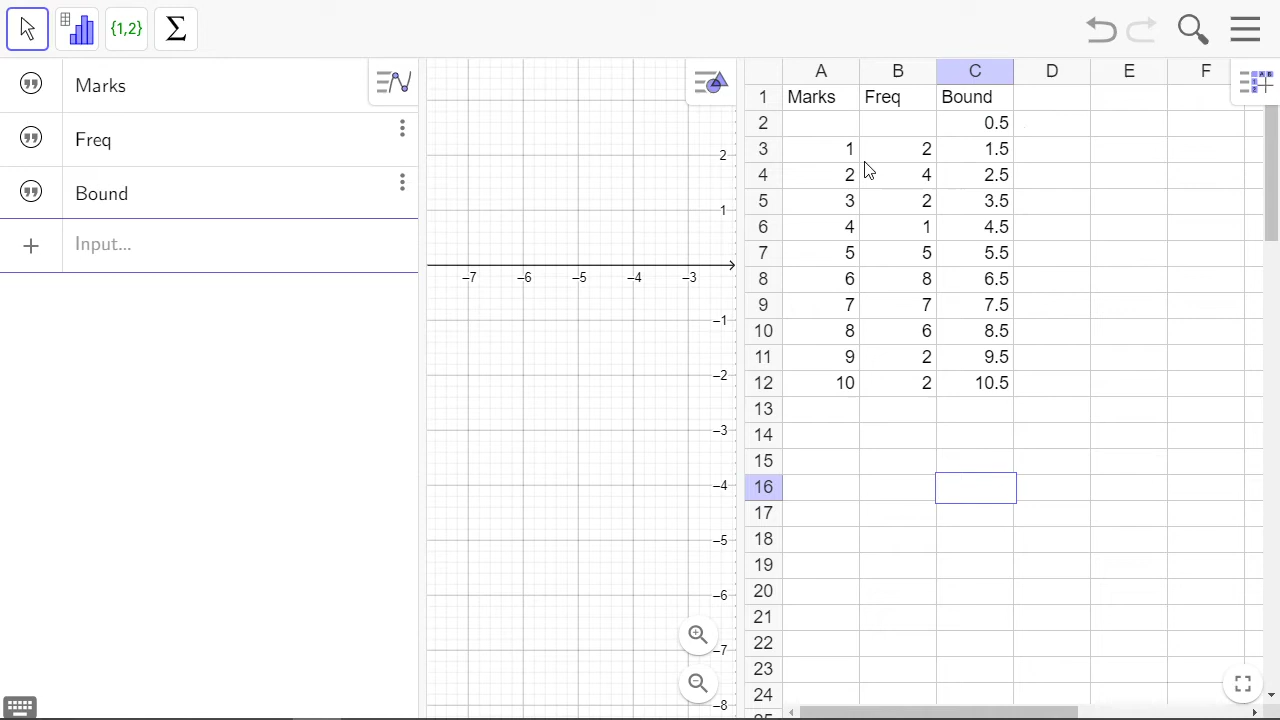 {1,2} Σ
Marks
Freq
Bound
+ Input...
2
1
-7 -6 -5 -4 -3
-1
-2
-3
-4
-5
-6
-7
-8
A B C D E F
1 Marks Freq Bound
2 0.5
3 1 2 1.5
4 2 4 2.5
5 3 2 3.5
6 4 1 4.5
7 5 5 5.5
8 6 8 6.5
9 7 7 7.5
10 8 6 8.5
11 9 2 9.5
12 10 2 10.5
13
14
15
16
17
18
19
20
21
22
23
24